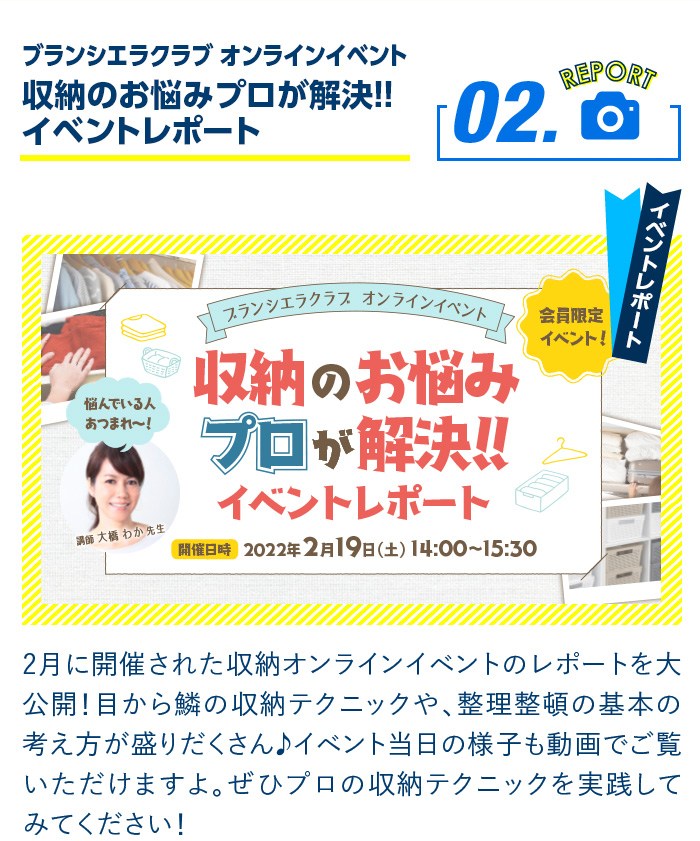 ブランシエラクラブ オンラインイベント
収納のお悩みプロが解決!!
イベントレポート
02.
REPORT
イベントレポート
ブランシエラクラブ オンラインイベント
会員限定
イベント!
収納のお悩み
プロが解決!!
イベントレポート
悩んでいる人
あつまれ〜!
講師 大橋 わか 先生
開催日時 2022年2月19日(土) 14:00〜15:30
2月に開催された収納オンラインイベントのレポートを大
公開!目から鱗の収納テクニックや、整理整頓の基本の
考え方が盛りだくさん♪イベント当日の様子も動画でご覧
いただけますよ。ぜひプロの収納テクニックを実践して
みてください!